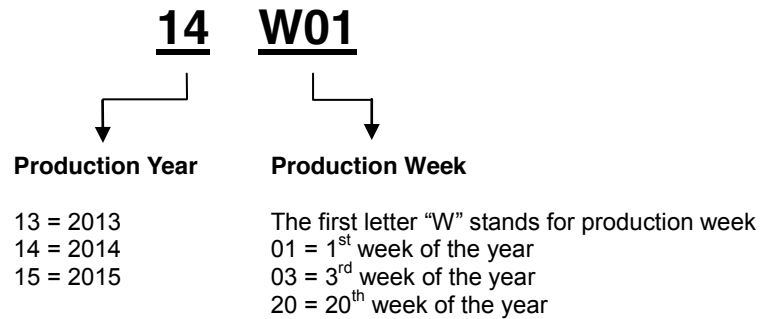 14 W01
Production Year Production Week
13 = 2013 The first letter “W” stands for production week
14 = 2014 01 = 1st week of the year
15 = 2015 03 = 3rd week of the year
20 = 20th week of the year